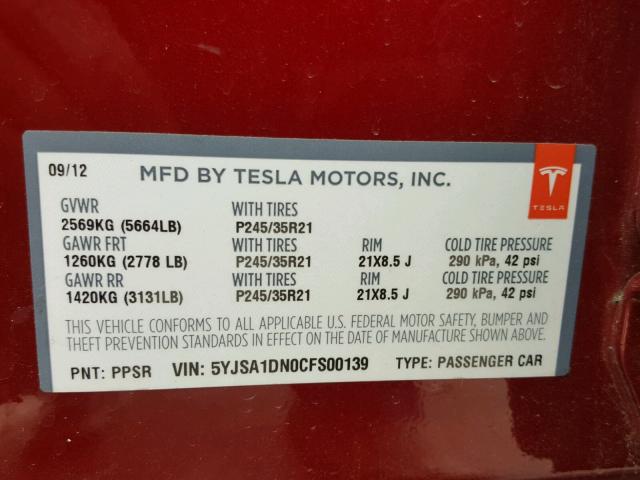 09/12 MFD BY TESLA MOTORS, INC.
TESLA
GVWR WITH TIRES
2569KG (5664LB) P245/35R21
GAWR FRT WITH TIRES RIM COLD TIRE PRESSURE
1260KG (2778 LB) P245/35R21 21X8.5 J 290 kPa, 42 psi
GAWR RR WITH TIRES RIM COLD TIRE PRESSURE
1420KG (3131LB) P245/35R21 21X8.5 J 290 kPa, 42 psi
THIS VEHICLE CONFORMS TO ALL APPLICABLE U.S. FEDERAL MOTOR SAFETY, BUMPER AND
THEFT PREVENTION STANDARDS IN EFFECT ON THE DATE OF MANUFACTURE SHOWN ABOVE.
PNT: PPSR VIN: 5YJSA1DN0CFS00139 TYPE: PASSENGER CAR